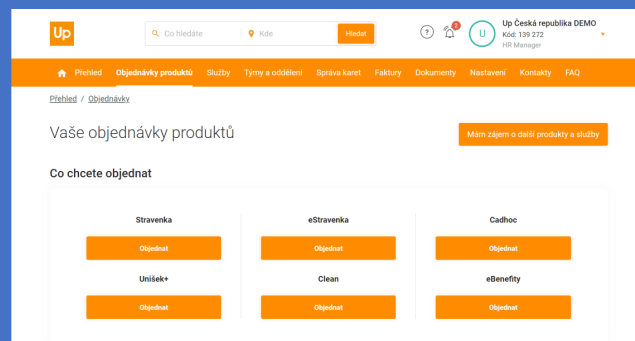 Up
Co hledáte
Kde
Hledat
?
2
U
Up Česká republika DEMO
Kód: 139 272
HR Manager
Přehled
Objednávky produktů
Služby
Týmy a oddělení
Správa karet
Faktury
Dokumenty
Nastavení
Kontakty
FAQ
Přehled / Objednávky
Vaše objednávky produktů
Mám zájem o další produkty a služby
Co chcete objednat
Stravenka
eStravenka
Cadhoc
Objednat
Objednat
Objednat
Unišek+
Clean
eBenefity
Objednat
Objednat
Objednat